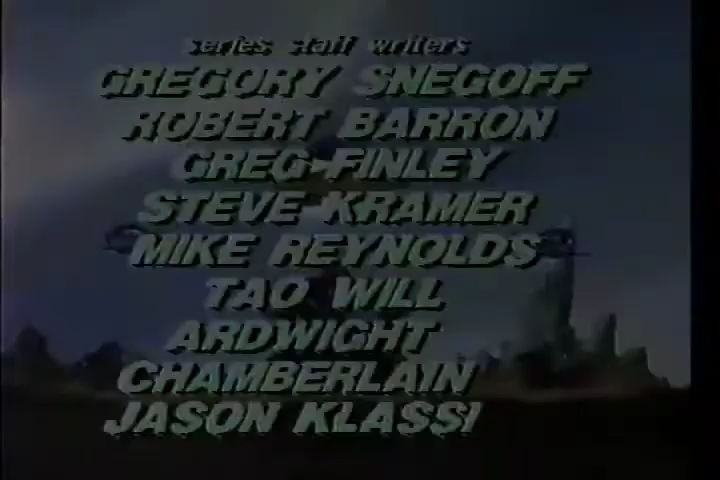 series staff writers
GREGORY SNEGOFF
ROBERT BARRON
GREG FINLEY
STEVE KRAMER
MIKE REYNOLDS
TAO WILL
ARDWIGHT
CHAMBERLAIN
JASON KLASSI